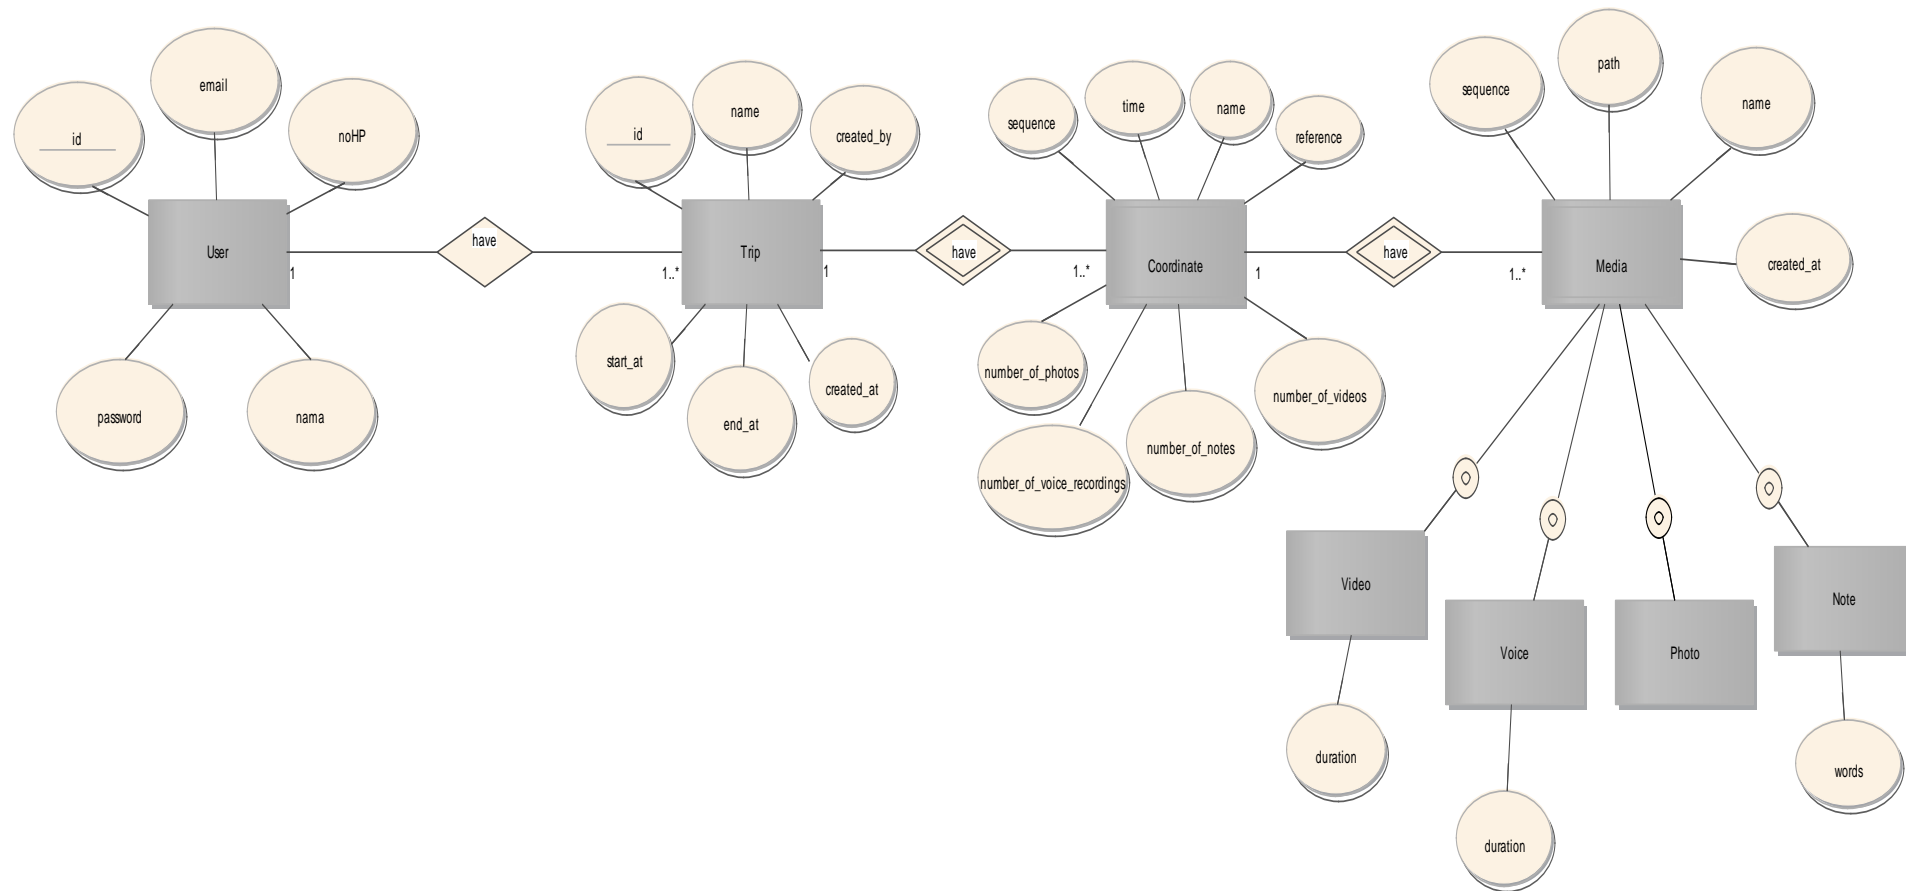 id
email
noHP
User
password
nama
1
have
1..*
id
name
created_by
Trip
start_at
end_at
created_at
1
have
1..*
sequence
time
name
reference
Coordinate
number_of_photos
number_of_voice_recordings
number_of_notes
number_of_videos
1
have
1..*
sequence
path
name
created_at
Media
Video
Voice
Photo
Note
duration
duration
words